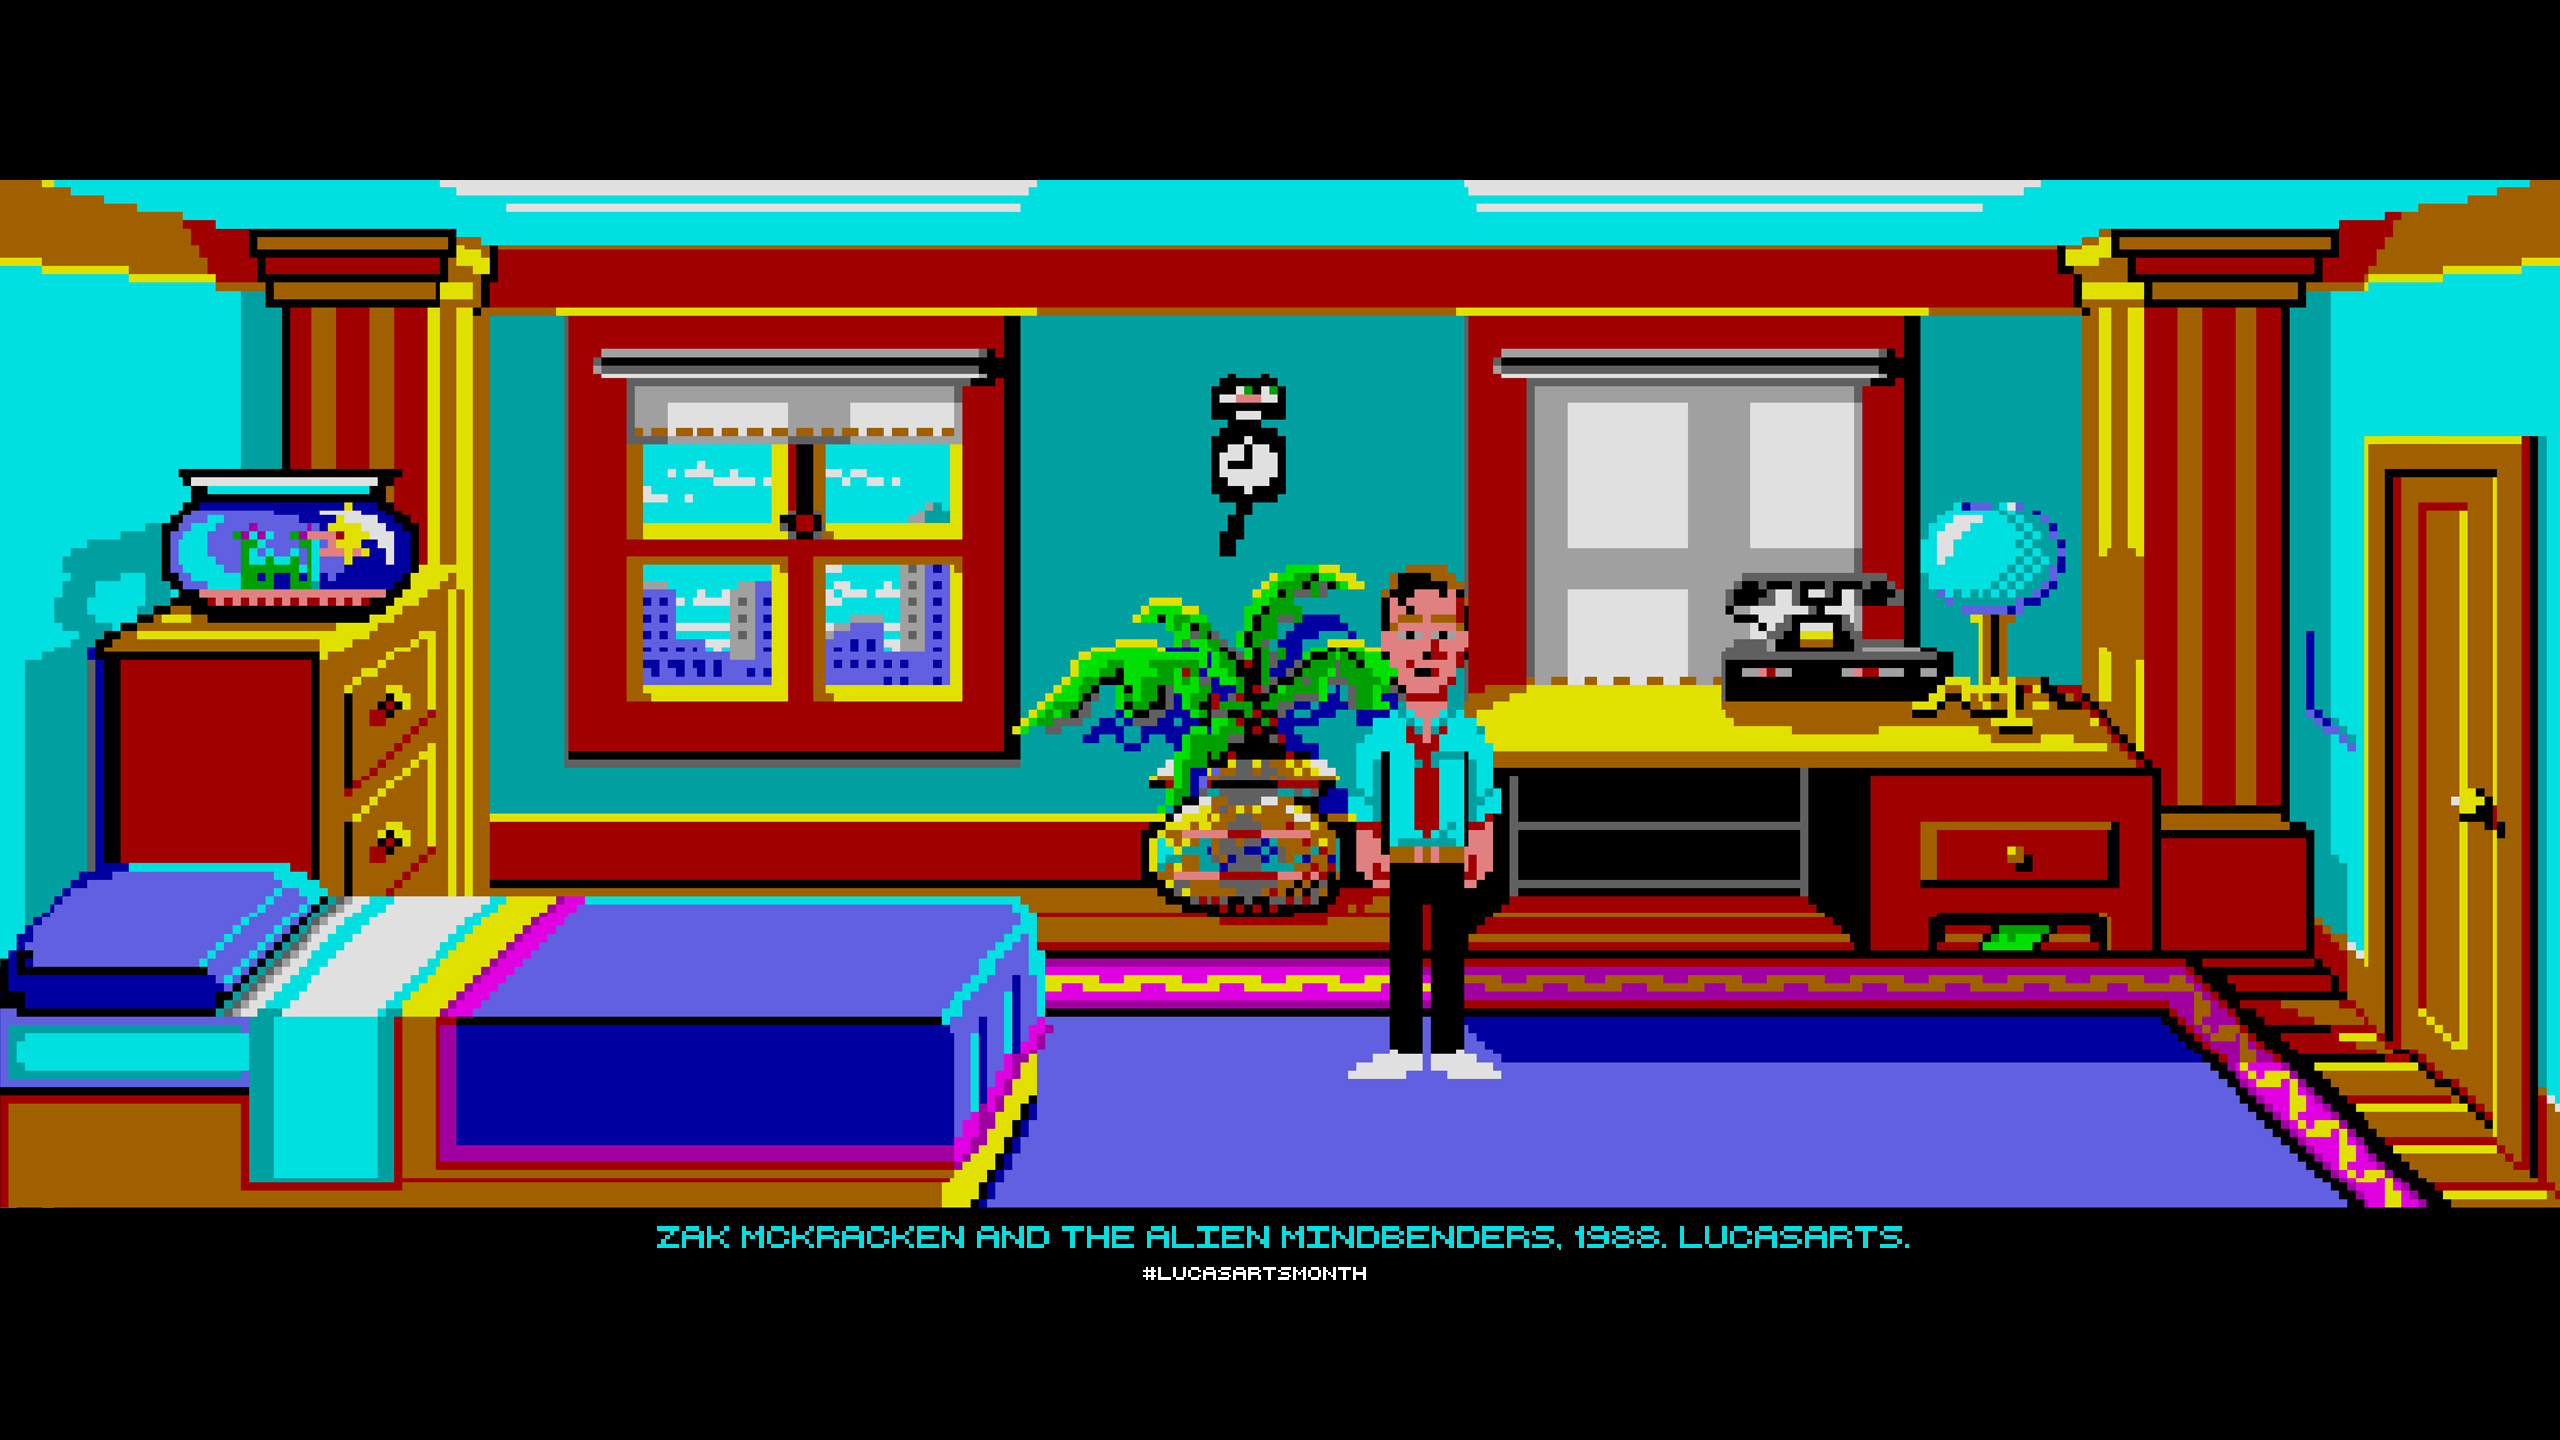 ZAK MCKRACKEN AND THE ALIEN MINDBENDERS, 1988. LUCASARTS.
#LUCASARTSMONTH